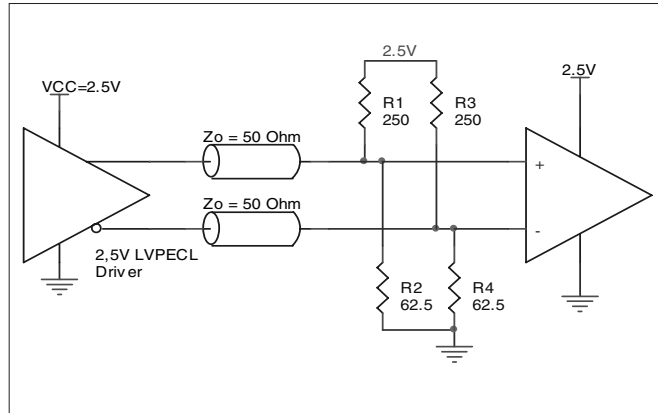 2.5V
VCC=2.5V
2.5V
R1
250
R3
250
Zo = 50 Ohm
+
Zo = 50 Ohm
-
2,5V LVPECL
Driver
R2
62.5
R4
62.5